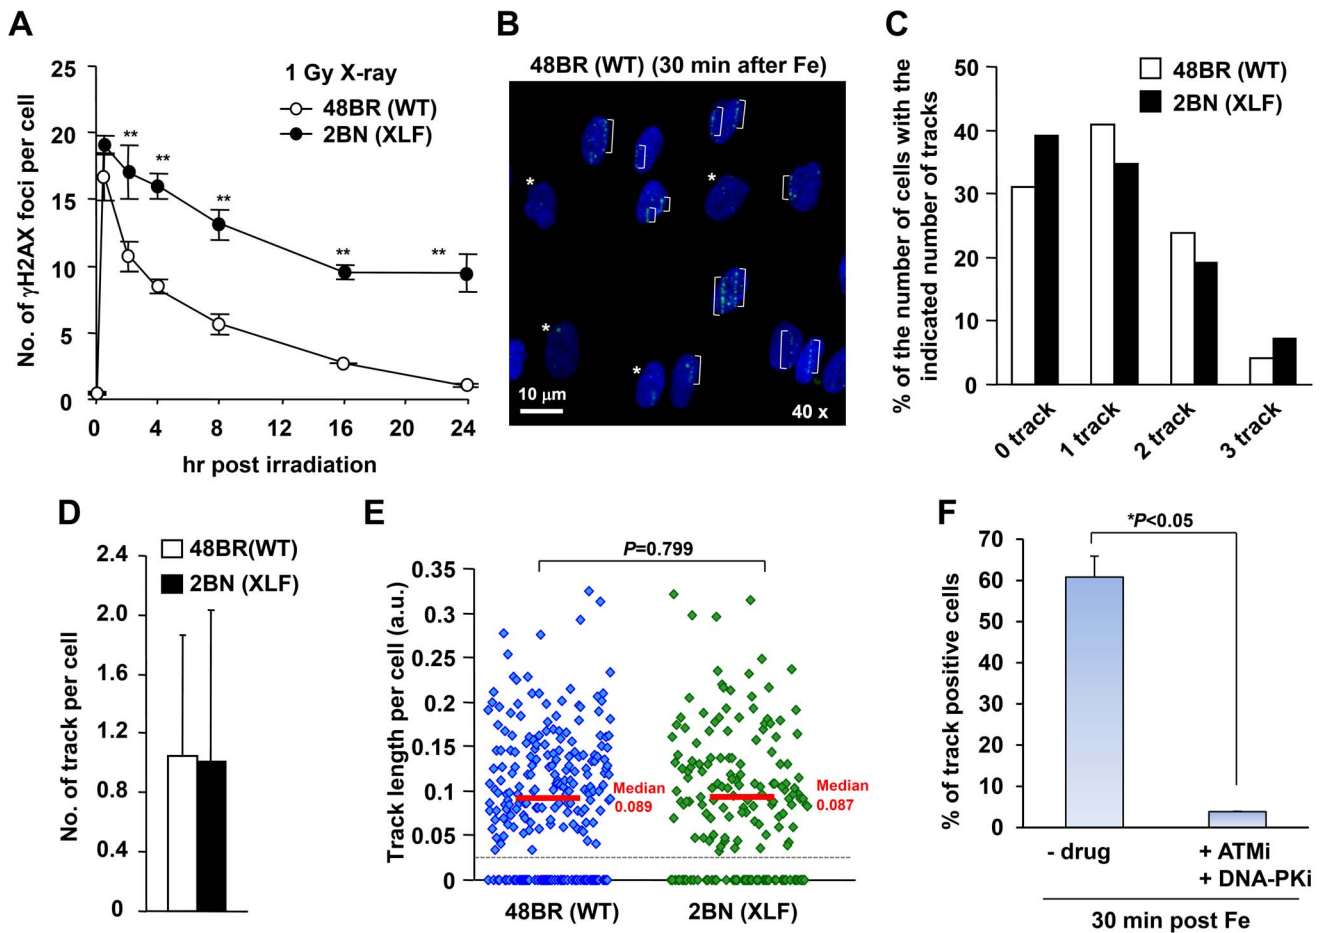 A
1 Gy X-ray
48BR (WT)
2BN (XLF)
No. of γH2AX foci per cell
25
20
15
10
5
0
** ** ** ** **
0 4 8 12 16 20 24
hr post irradiation
B
48BR (WT) (30 min after Fe)
*
*
*
*
10 μm
40 x
C
48BR (WT)
2BN (XLF)
% of the number of cells with the
indicated number of tracks
50
40
30
20
10
0
0 track
1 track
2 track
3 track
D
48BR(WT)
2BN (XLF)
No. of track per cell
2.4
2.0
1.6
1.2
0.8
0.4
0
E
P=0.799
Track length per cell (a.u.)
0.35
0.3
0.25
0.2
0.15
0.1
0.05
0
Median
0.089
Median
0.087
48BR (WT)
2BN (XLF)
F
*P<0.05
% of track positive cells
70
60
50
40
30
20
10
0
- drug
+ ATMi
+ DNA-PKi
30 min post Fe